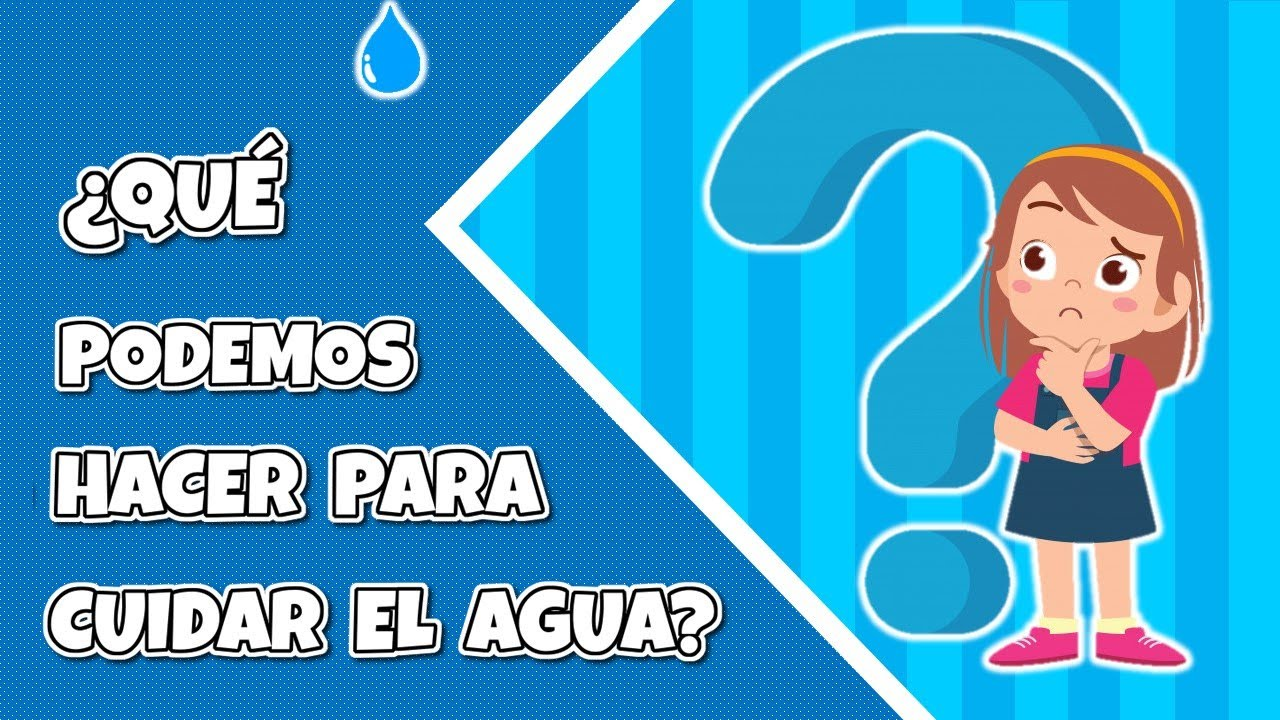 ¿QUÉ
PODEMOS
HACER PARA
CUIDAR EL AGUA?